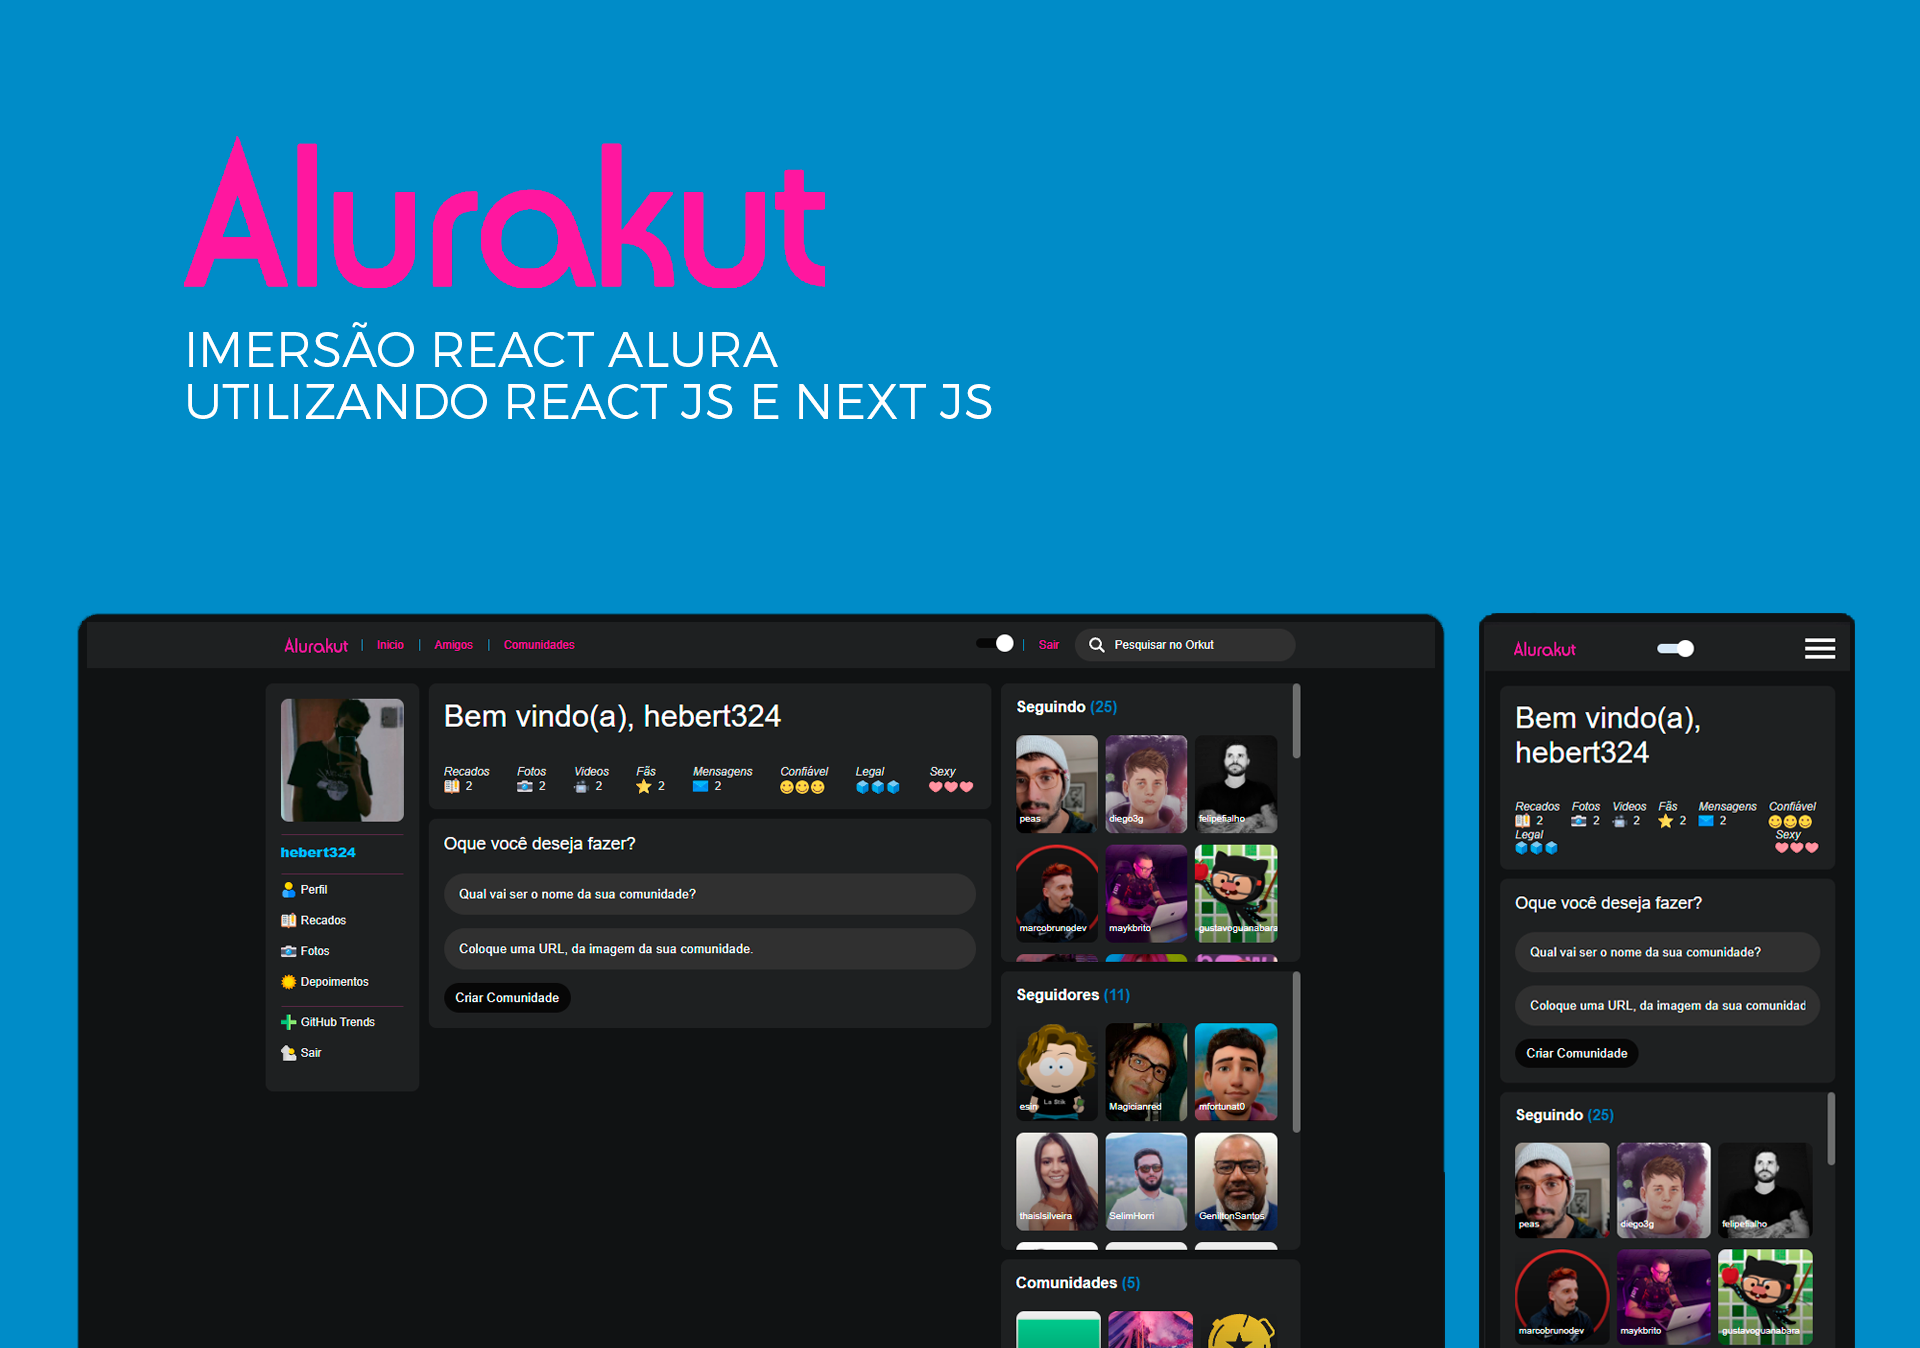 Alurakut
IMERSÃO REACT ALURA
UTILIZANDO REACT JS E NEXT JS
Alurakut | Inicio | Amigos | Comunidades | Sair Pesquisar no Orkut
hebert324
Perfil
Recados
Fotos
Depoimentos
GitHub Trends
Sair
Bem vindo(a), hebert324
Recados Fotos Videos Fãs Mensagens Confiável Legal Sexy
2 2 2 2 2
Oque você deseja fazer?
Qual vai ser o nome da sua comunidade?
Coloque uma URL, da imagem da sua comunidade.
Criar Comunidade
Seguindo (25)
peas diego3g felipefialho
marcobrunodev maykbrito gustavoguanabara
Seguidores (11)
La Stik
esin Magicianred mfortunat0
thaislsilveira SelimHorri GeniltonSantos
Comunidades (5)
Alurakut
Bem vindo(a),
hebert324
Recados Fotos Videos Fãs Mensagens Confiável
2 2 2 2 2
Legal Sexy
Oque você deseja fazer?
Qual vai ser o nome da sua comunidade?
Coloque uma URL, da imagem da sua comunidad
Criar Comunidade
Seguindo (25)
peas diego3g felipefialho
marcobrunodev maykbrito gustavoguanabara